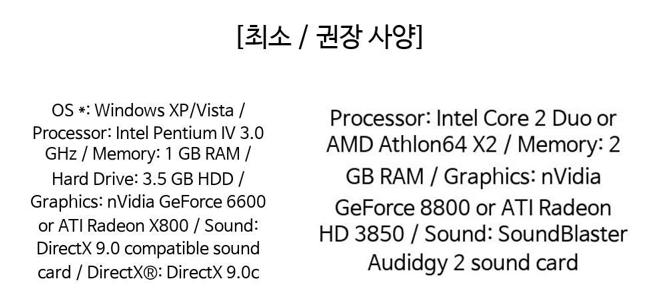 [최소 / 권장 사양]
OS *: Windows XP/Vista /
Processor: Intel Pentium IV 3.0
GHz / Memory: 1 GB RAM /
Hard Drive: 3.5 GB HDD /
Graphics: nVidia GeForce 6600
or ATI Radeon X800 / Sound:
DirectX 9.0 compatible sound
card / DirectX®: DirectX 9.0c
Processor: Intel Core 2 Duo or
AMD Athlon64 X2 / Memory: 2
GB RAM / Graphics: nVidia
GeForce 8800 or ATI Radeon
HD 3850 / Sound: SoundBlaster
Audidgy 2 sound card